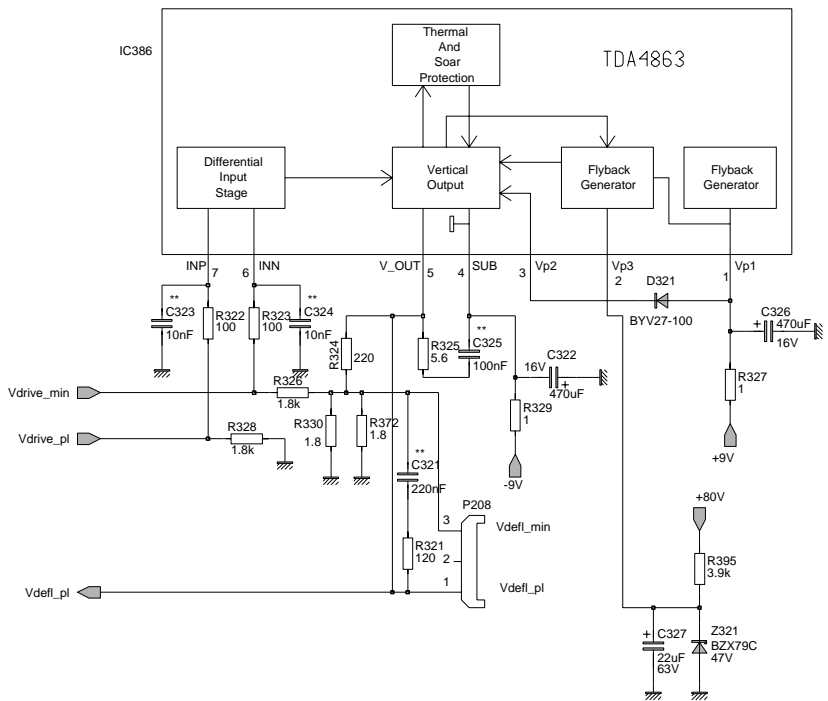 IC386
TDA4863
Thermal
And
Soar
Protection
Differential
Input
Stage
Vertical
Output
Flyback
Generator
Flyback
Generator
INP 7
6 INN
V_OUT 5
4 SUB
3 Vp2
Vp3
2
1 Vp1
D321
BYV27-100
**
C323
10nF
R322
100
R323
100
**
C324
10nF
R324
220
R325
5.6
**
C325
100nF
16V
C322
+
470uF
C326
+
470uF
16V
R327
1
+9V
Vdrive_min
R326
1.8k
Vdrive_pl
R328
1.8k
R330
1.8
R372
1.8
R329
1
-9V
**
C321
220nF
P208
3
Vdefl_min
2
1
Vdefl_pl
R321
120
Vdefl_pl
+80V
R395
3.9k
+
C327
22uF
63V
Z321
BZX79C
47V